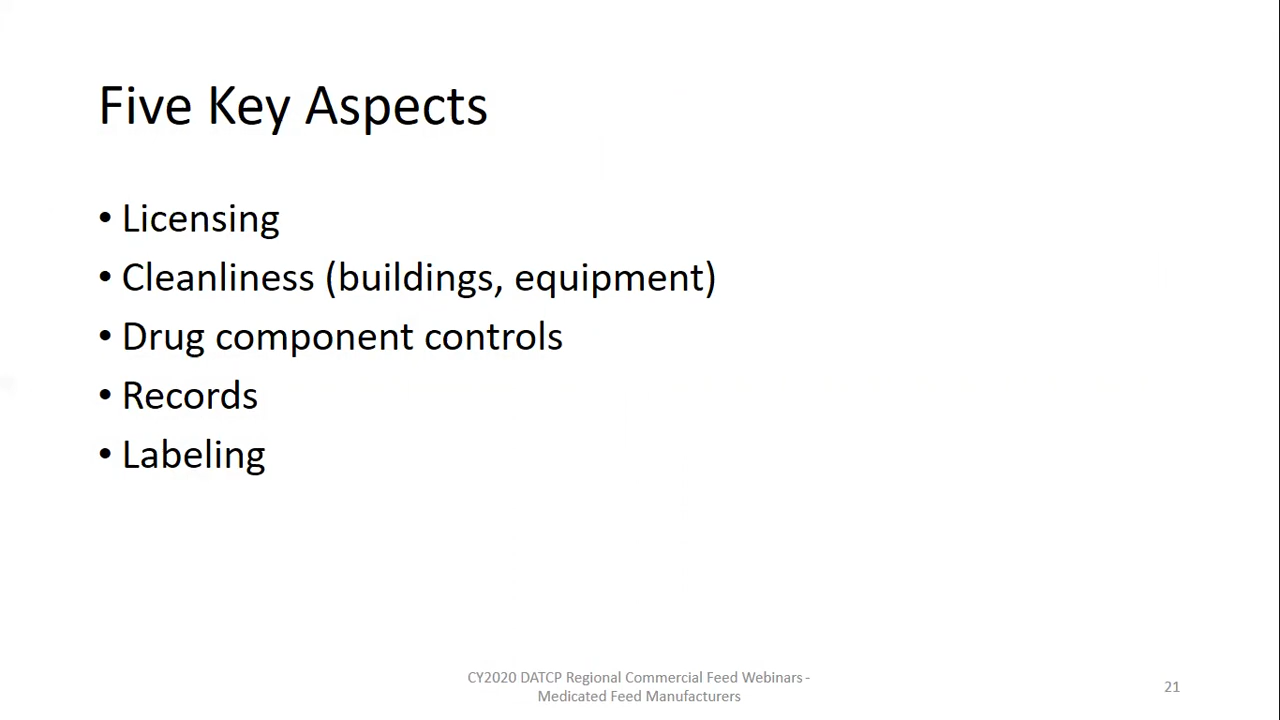 Five Key Aspects
• Licensing
• Cleanliness (buildings, equipment)
• Drug component controls
• Records
• Labeling
CY2020 DATCP Regional Commercial Feed Webinars -
Medicated Feed Manufacturers
21